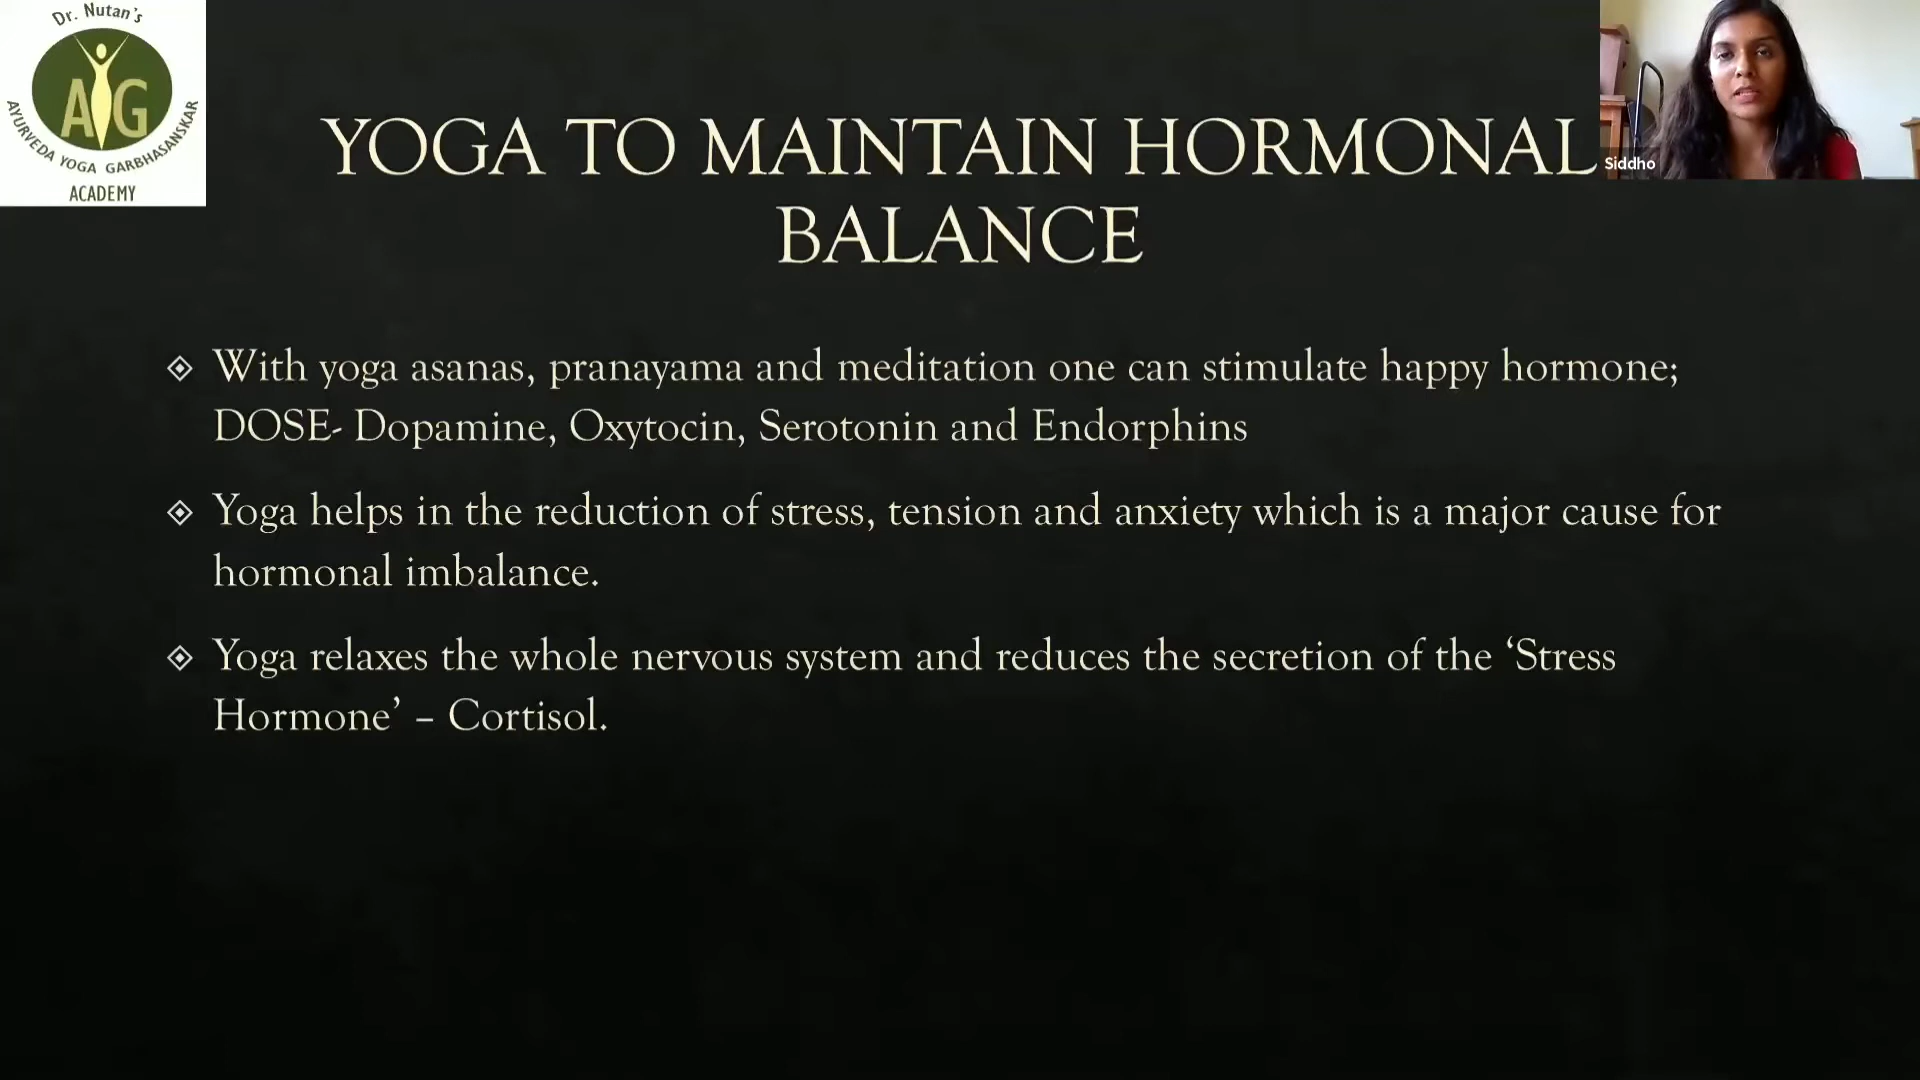 Dr. Nutan's
AYG
AYURVEDA YOGA GARBHASANSKAR
ACADEMY
Siddho
YOGA TO MAINTAIN HORMONAL
BALANCE
With yoga asanas, pranayama and meditation one can stimulate happy hormone;
DOSE- Dopamine, Oxytocin, Serotonin and Endorphins
Yoga helps in the reduction of stress, tension and anxiety which is a major cause for
hormonal imbalance.
Yoga relaxes the whole nervous system and reduces the secretion of the ‘Stress
Hormone’ – Cortisol.